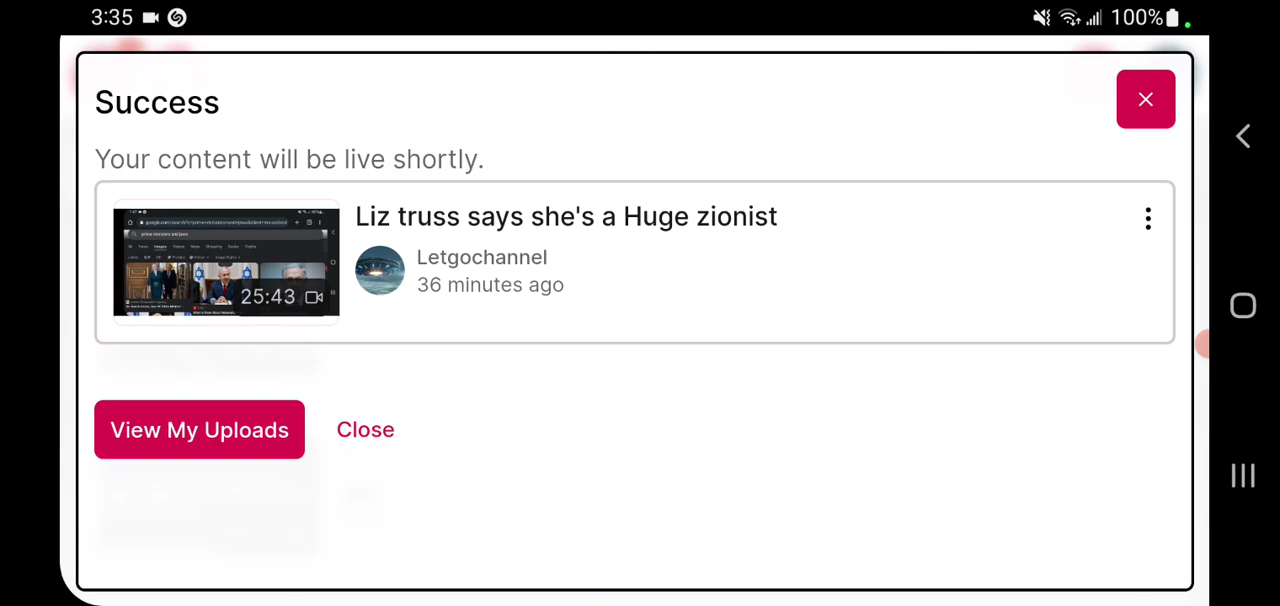 3:35
100%
Success
Your content will be live shortly.
Liz truss says she's a Huge zionist
Letgochannel
36 minutes ago
25:43
View My Uploads
Close